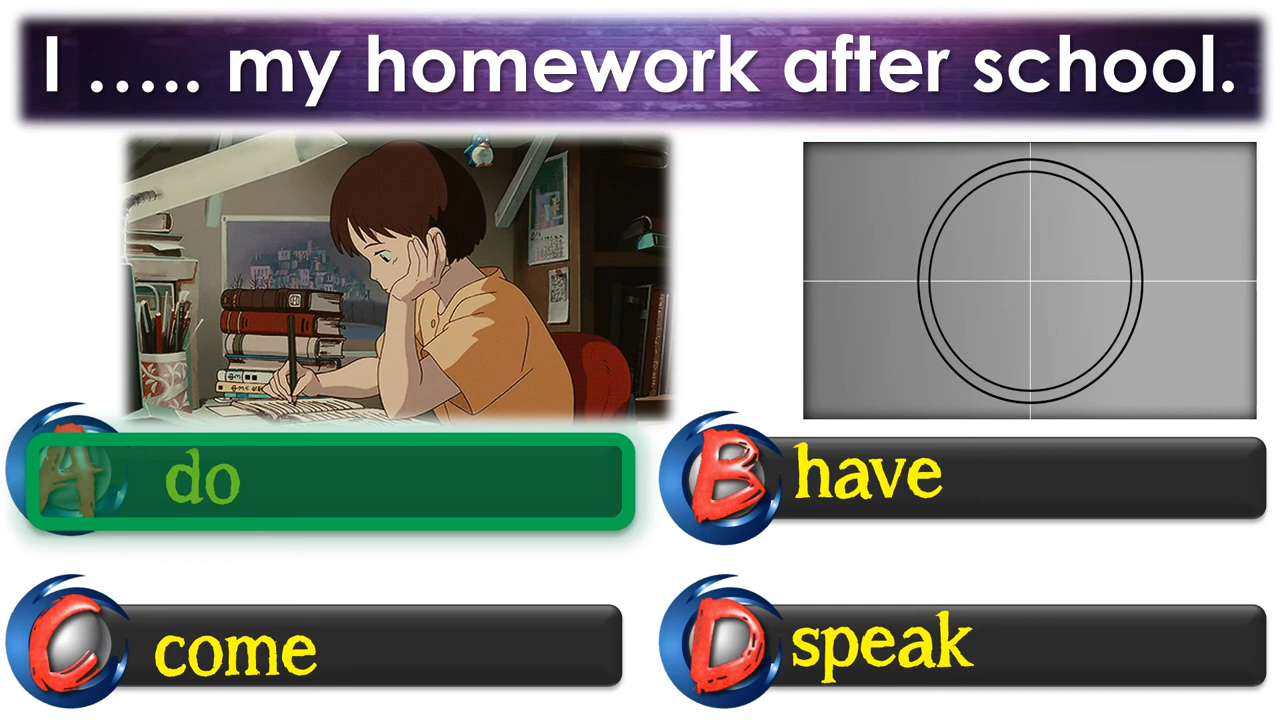 I ..... my homework after school.
A do
B have
C come
D speak